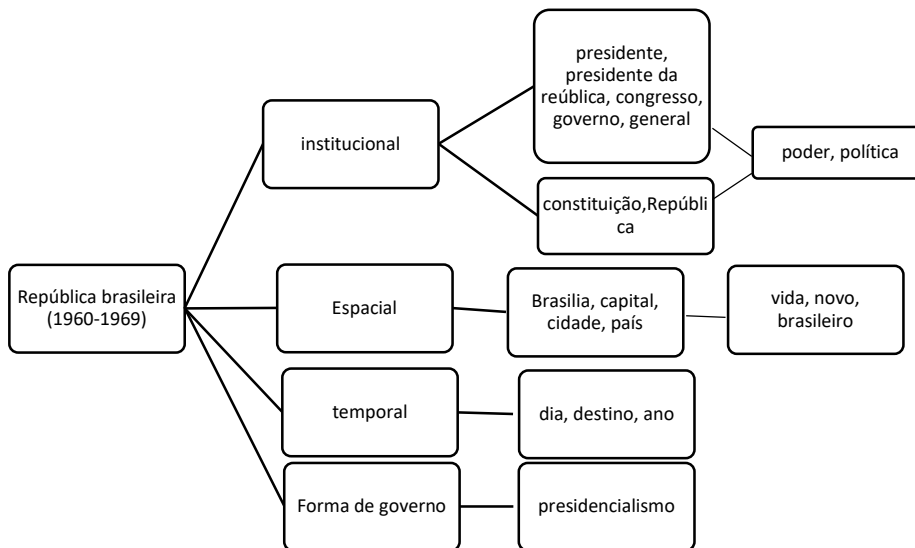 República brasileira
(1960-1969)
institucional
presidente,
presidente da
reública, congresso,
governo, general
constituição,Repúbli
ca
poder, política
Espacial
Brasilia, capital,
cidade, país
vida, novo,
brasileiro
temporal
dia, destino, ano
Forma de governo
presidencialismo